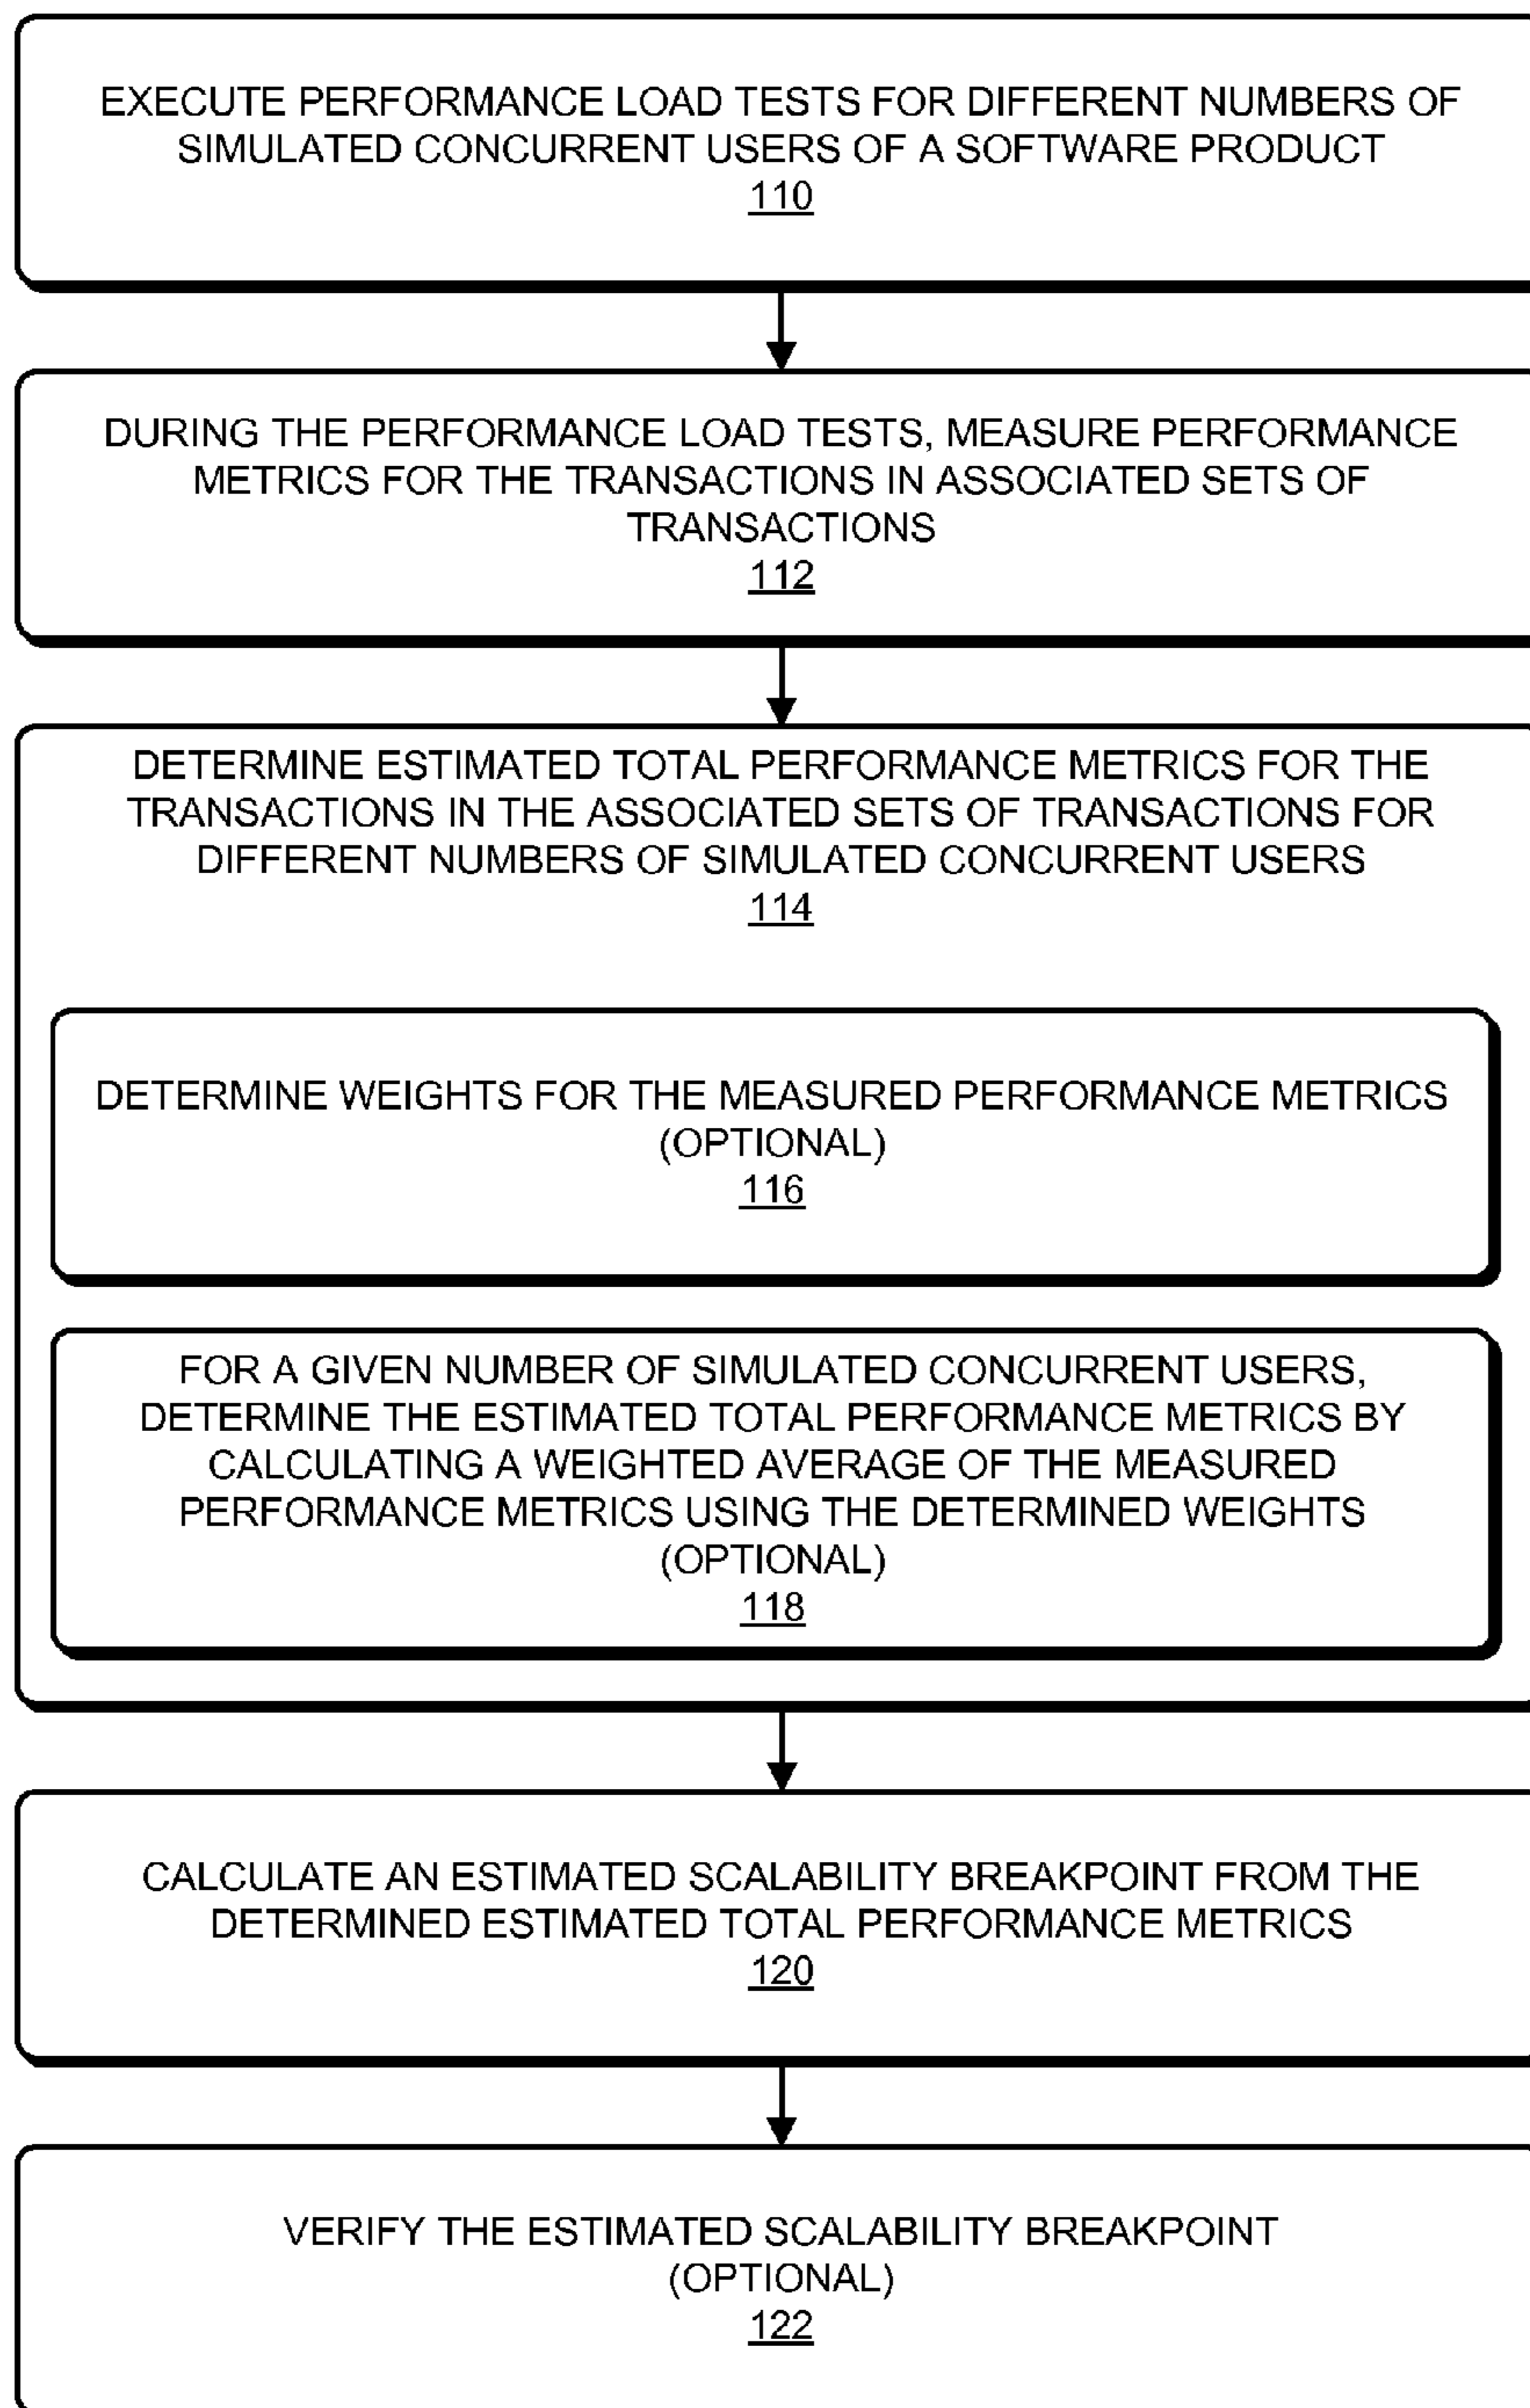 EXECUTE PERFORMANCE LOAD TESTS FOR DIFFERENT NUMBERS OF
SIMULATED CONCURRENT USERS OF A SOFTWARE PRODUCT
110
DURING THE PERFORMANCE LOAD TESTS, MEASURE PERFORMANCE
METRICS FOR THE TRANSACTIONS IN ASSOCIATED SETS OF
TRANSACTIONS
112
DETERMINE ESTIMATED TOTAL PERFORMANCE METRICS FOR THE
TRANSACTIONS IN THE ASSOCIATED SETS OF TRANSACTIONS FOR
DIFFERENT NUMBERS OF SIMULATED CONCURRENT USERS
114
DETERMINE WEIGHTS FOR THE MEASURED PERFORMANCE METRICS
(OPTIONAL)
116
FOR A GIVEN NUMBER OF SIMULATED CONCURRENT USERS,
DETERMINE THE ESTIMATED TOTAL PERFORMANCE METRICS BY
CALCULATING A WEIGHTED AVERAGE OF THE MEASURED
PERFORMANCE METRICS USING THE DETERMINED WEIGHTS
(OPTIONAL)
118
CALCULATE AN ESTIMATED SCALABILITY BREAKPOINT FROM THE
DETERMINED ESTIMATED TOTAL PERFORMANCE METRICS
120
VERIFY THE ESTIMATED SCALABILITY BREAKPOINT
(OPTIONAL)
122